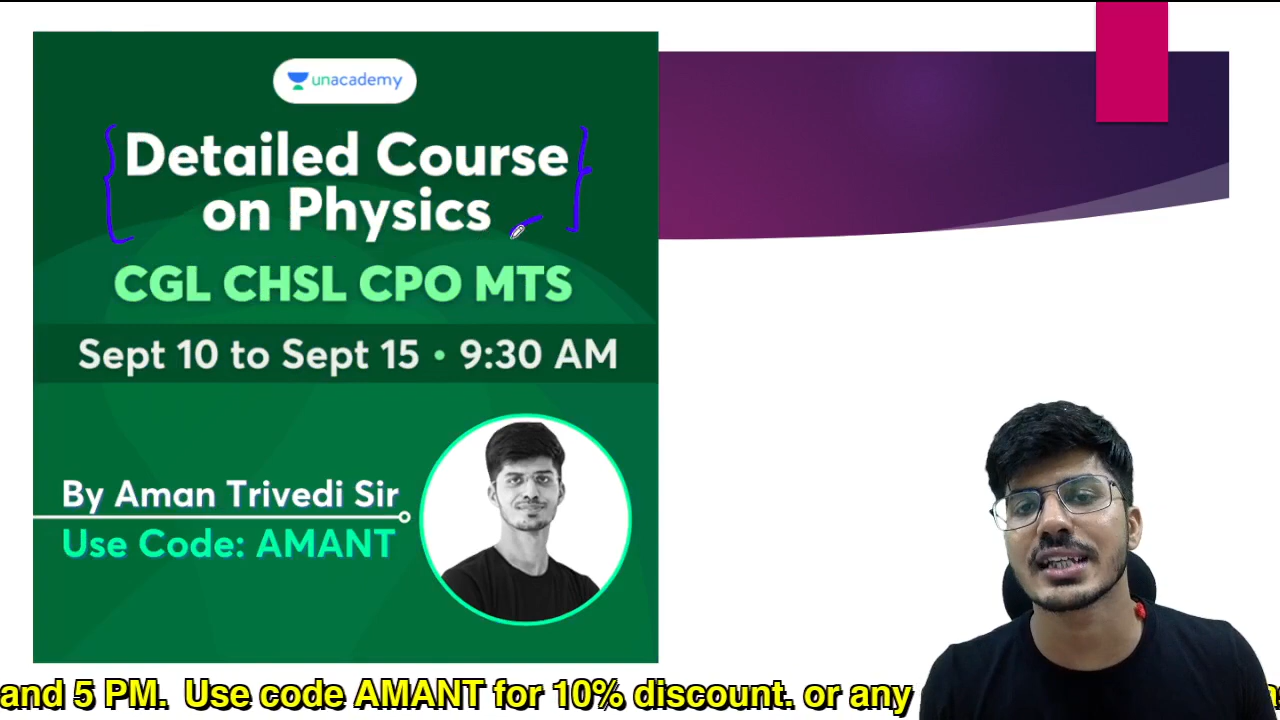 unacademy
Detailed Course
on Physics
CGL CHSL CPO MTS
Sept 10 to Sept 15 • 9:30 AM
By Aman Trivedi Sir
Use Code: AMANT
and 5 PM. Use code AMANT for 10% discount. or any